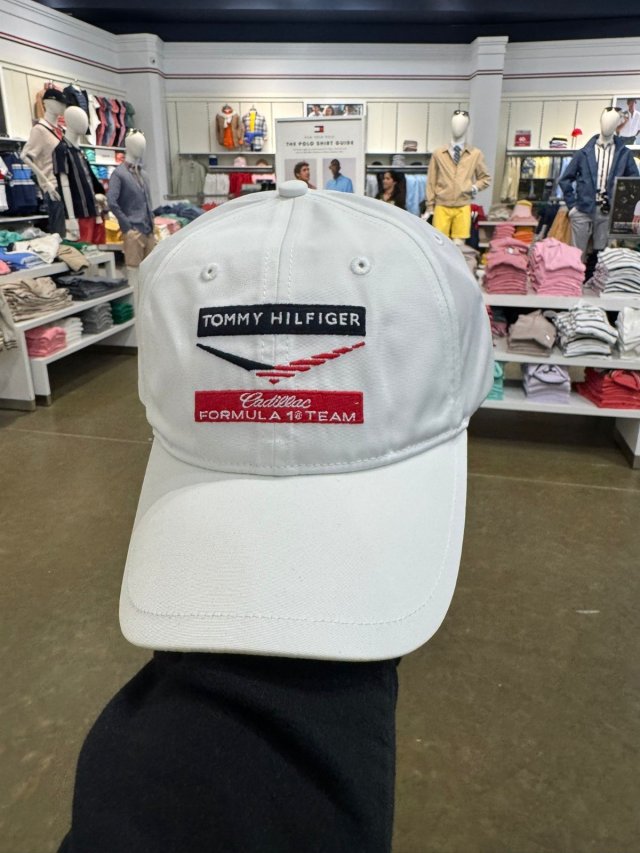 THE POLO SHIRT GUIDE
TOMMY HILFIGER
Cadillac
FORMULA 1® TEAM